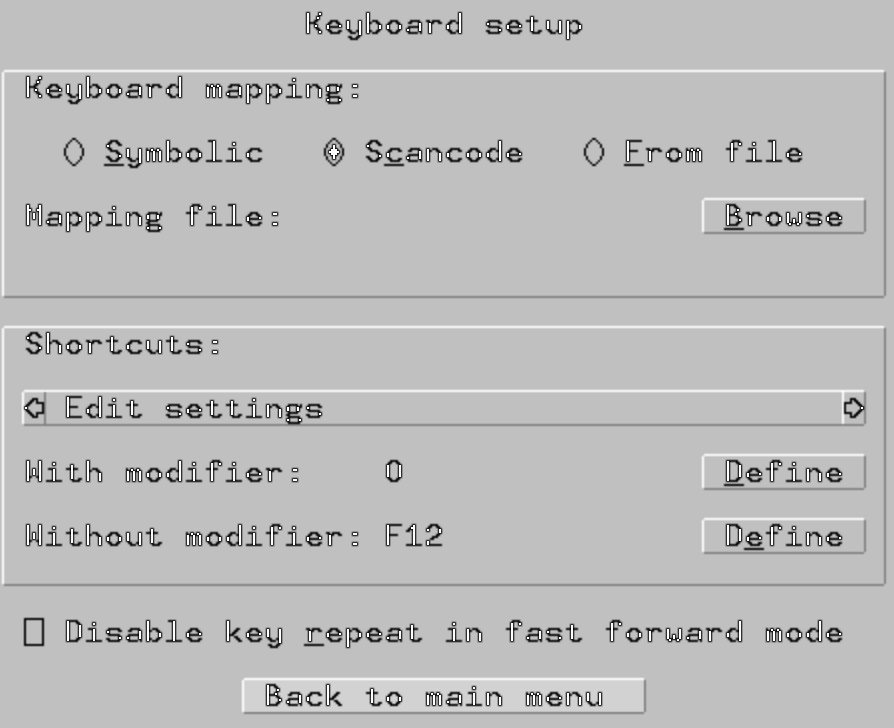 Keyboard setup
Keyboard mapping:
Symbolic Scancode From file
Mapping file: Browse
Shortcuts:
Edit settings
With modifier: O Define
Without modifier: F12 Define
Disable key repeat in fast forward mode
Back to main menu